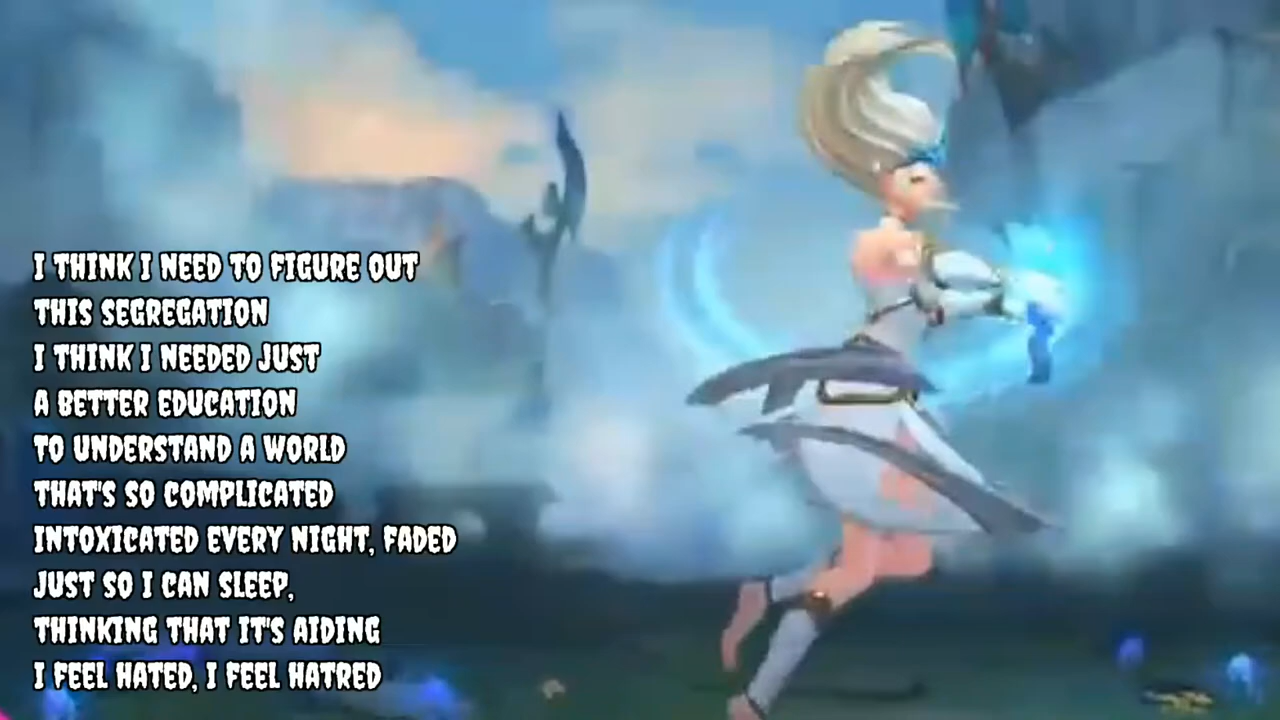 I THINK I NEED TO FIGURE OUT
THIS SEGREGATION
I THINK I NEEDED JUST
A BETTER EDUCATION
TO UNDERSTAND A WORLD
THAT'S SO COMPLICATED
INTOXICATED EVERY NIGHT, FADED
JUST SO I CAN SLEEP,
THINKING THAT IT'S AIDING
I FEEL HATED, I FEEL HATRED